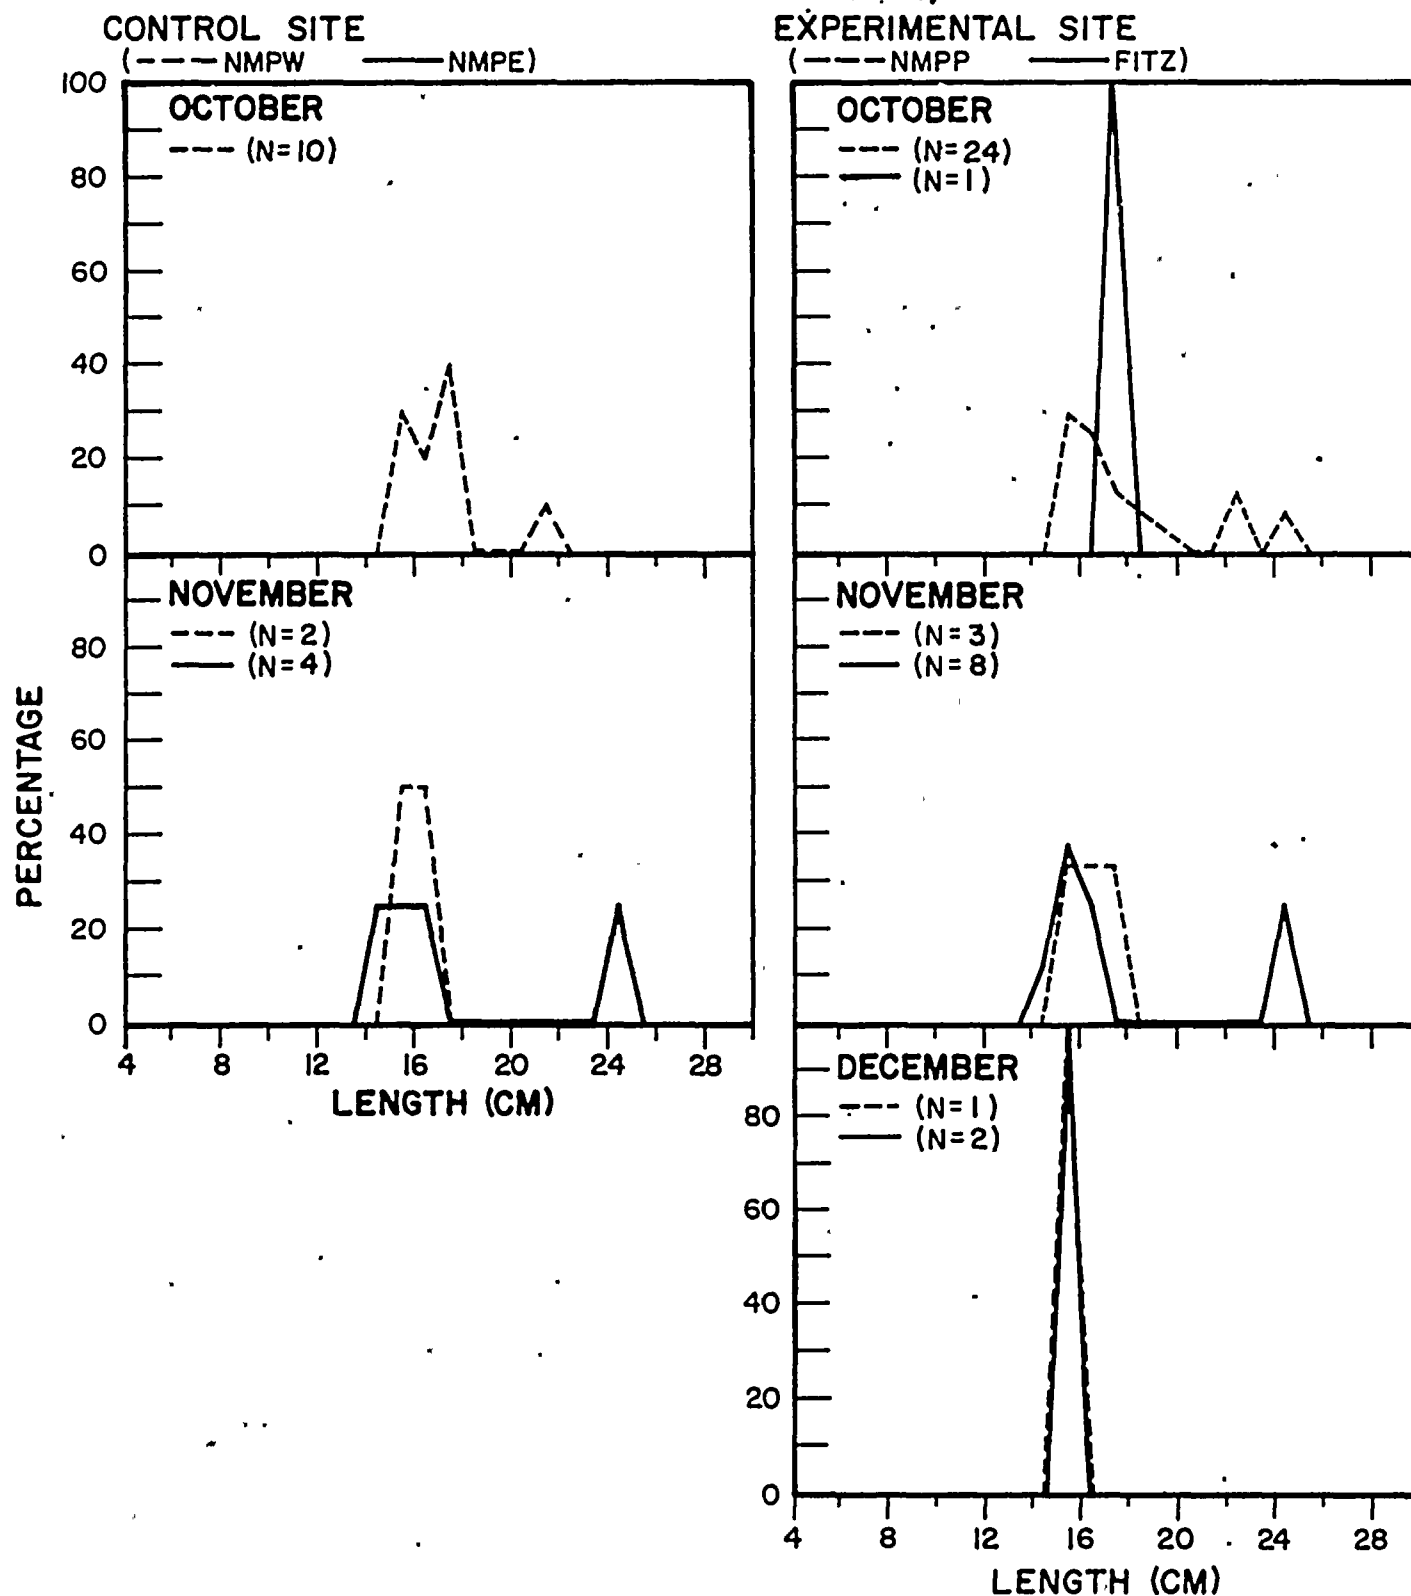 CONTROL SITE
(--- NMPW — NMPE)
100
OCTOBER
--- (N=10)
80
60
40
20
0
NOVEMBER
--- (N=2)
— (N=4)
80
60
40
20
0
4 8 12 16 20 24 28
LENGTH (CM)
PERCENTAGE
EXPERIMENTAL SITE
(--- NMPP — FITZ)
OCTOBER
--- (N=24)
— (N=1)
NOVEMBER
--- (N=3)
— (N=8)
DECEMBER
--- (N=1)
— (N=2)
80
60
40
20
0
4 8 12 16 20 24 28
LENGTH (CM)